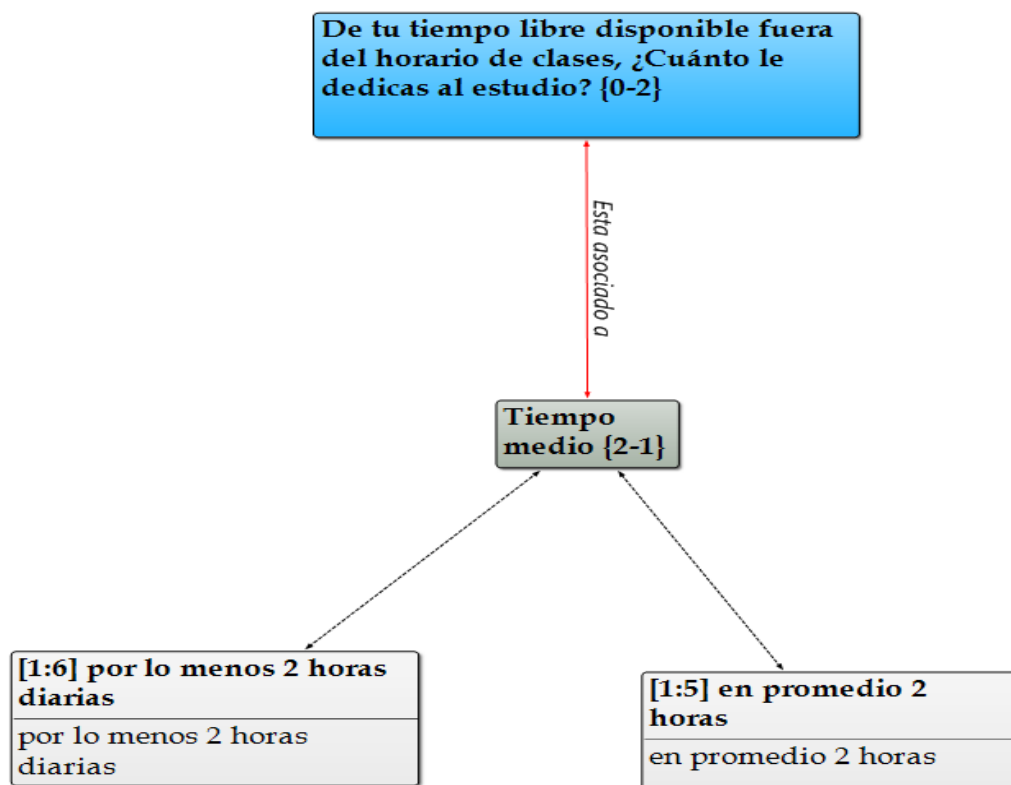 De tu tiempo libre disponible fuera
del horario de clases, ¿Cuánto le
dedicas al estudio? {0-2}
Esta asociado a
Tiempo
medio {2-1}
[1:6] por lo menos 2 horas
diarias
por lo menos 2 horas
diarias
[1:5] en promedio 2
horas
en promedio 2 horas